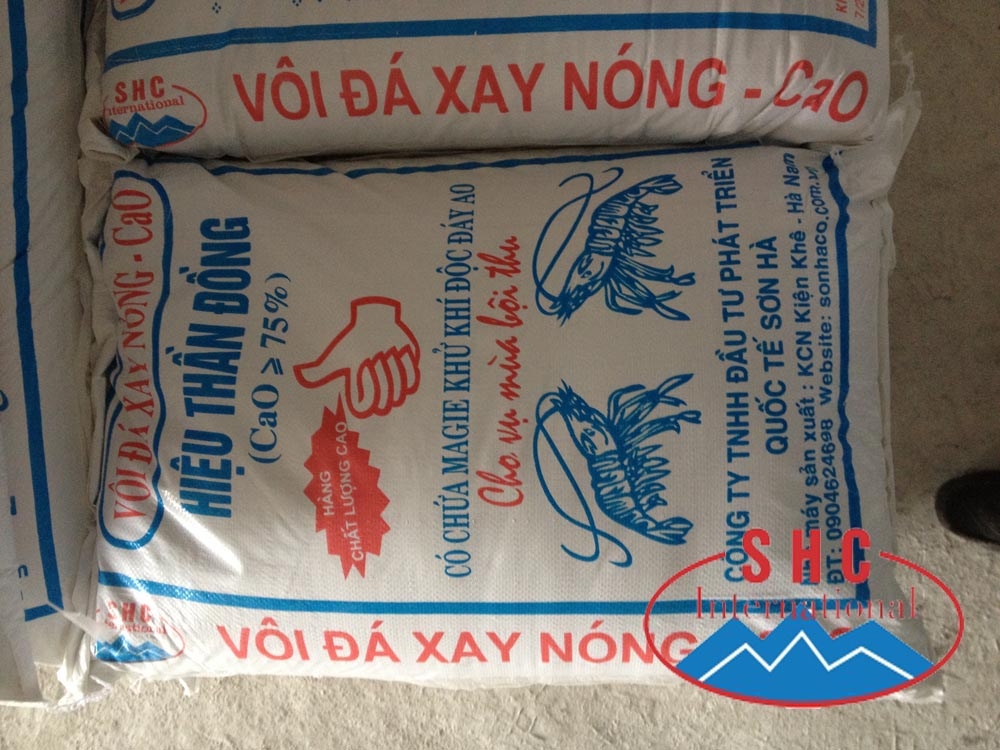 SHC
International
VÔI ĐÁ XAY NÓNG - CaO
VÔI ĐÁ XAY NÓNG - CaO
HIỆU THẦN ĐỒNG
(CaO ≥ 75%)
HÀNG
CHẤT LƯỢNG CAO
CÓ CHỨA MAGIE KHỬ KHÍ ĐỘC ĐÁY AO
Cho vụ mùa bội thu
CÔNG TY TNHH ĐẦU TƯ PHÁT TRIỂN
QUỐC TẾ SƠN HÀ
máy sản xuất : KCN Kiện Khê - Hà Nam
ĐT: 0904624698 Website: sonhaco.com.vn
SHC
International
VÔI ĐÁ XAY NÓNG
SHC
International